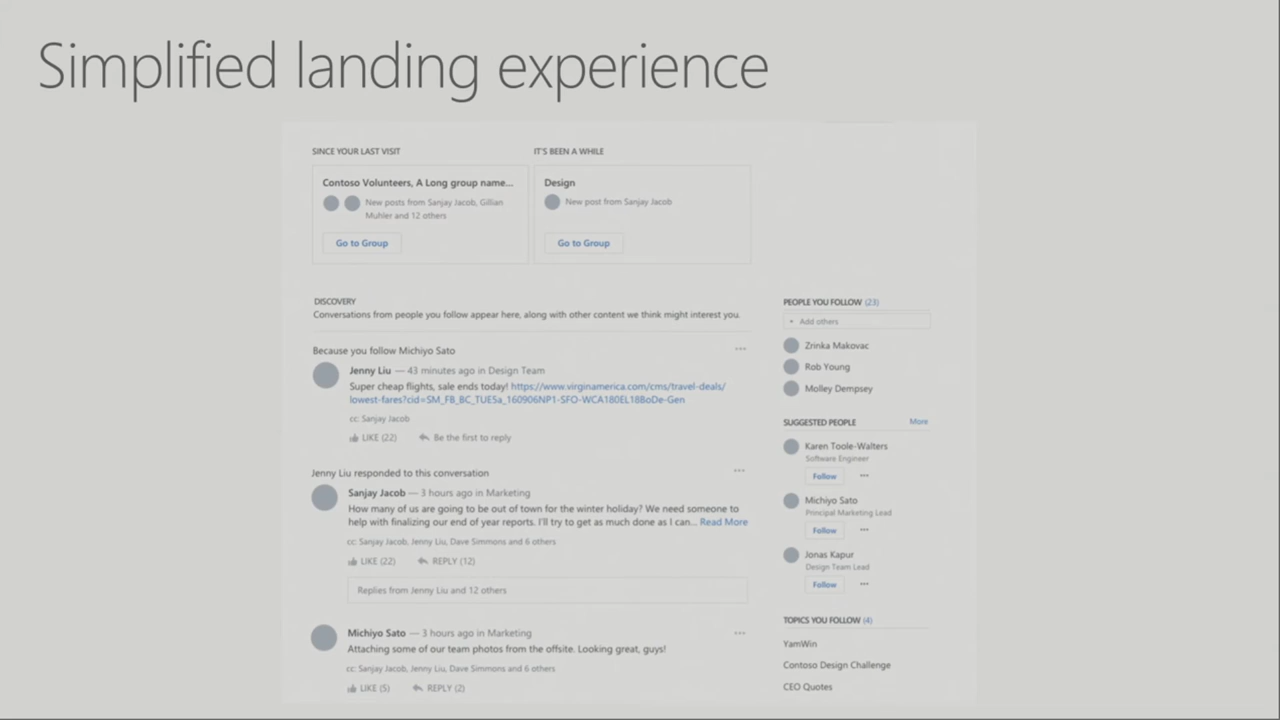 Simplified landing experience
SINCE YOUR LAST VISIT
Contoso Volunteers, A Long group name...
New posts from Sanjay Jacob, Gillian
Muhler and 12 others
Go to Group
IT'S BEEN A WHILE
Design
New post from Sanjay Jacob
Go to Group
DISCOVERY
Conversations from people you follow appear here, along with other content we think might interest you.
Because you follow Michiyo Sato
Jenny Liu — 43 minutes ago in Design Team
Super cheap flights, sale ends today! https://www.virginamerica.com/cms/travel-deals/
lowest-fares?cid=SM_FB_BC_TUESa_160906NP1-SFO-WCA180EL18BoDe-Gen
cc: Sanjay Jacob
LIKE (22) Be the first to reply
Jenny Liu responded to this conversation
Sanjay Jacob — 3 hours ago in Marketing
How many of us are going to be out of town for the winter holiday? We need someone to
help with finalizing our end of year reports. I'll try to get as much done as I can... Read More
cc: Sanjay Jacob, Jenny Liu, Dave Simmons and 6 others
LIKE (22) REPLY (12)
Replies from Jenny Liu and 12 others
Michiyo Sato — 3 hours ago in Marketing
Attaching some of our team photos from the offsite. Looking great, guys!
cc: Sanjay Jacob, Jenny Liu, Dave Simmons and 6 others
LIKE (5) REPLY (2)
PEOPLE YOU FOLLOW (23)
+ Add others
Zrinka Makovac
Rob Young
Molley Dempsey
SUGGESTED PEOPLE More
Karen Toole-Walters
Software Engineer
Follow ...
Michiyo Sato
Principal Marketing Lead
Follow ...
Jonas Kapur
Design Team Lead
Follow ...
TOPICS YOU FOLLOW (4)
YamWin
Contoso Design Challenge
CEO Quotes